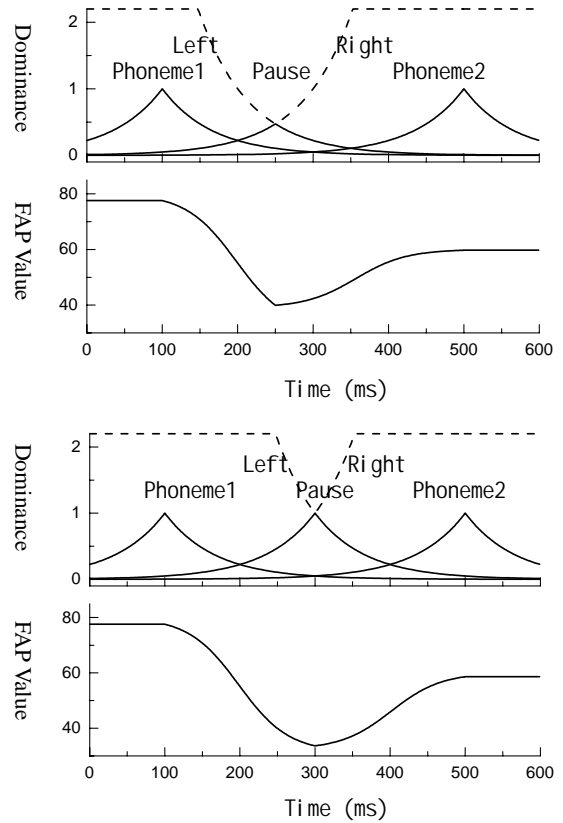 Dominance
2
1
0
Left
Right
Phoneme1
Pause
Phoneme2
FAP Value
80
60
40
0 100 200 300 400 500 600
Time (ms)
Dominance
2
1
0
Left
Right
Phoneme1
Pause
Phoneme2
FAP Value
80
60
40
0 100 200 300 400 500 600
Time (ms)